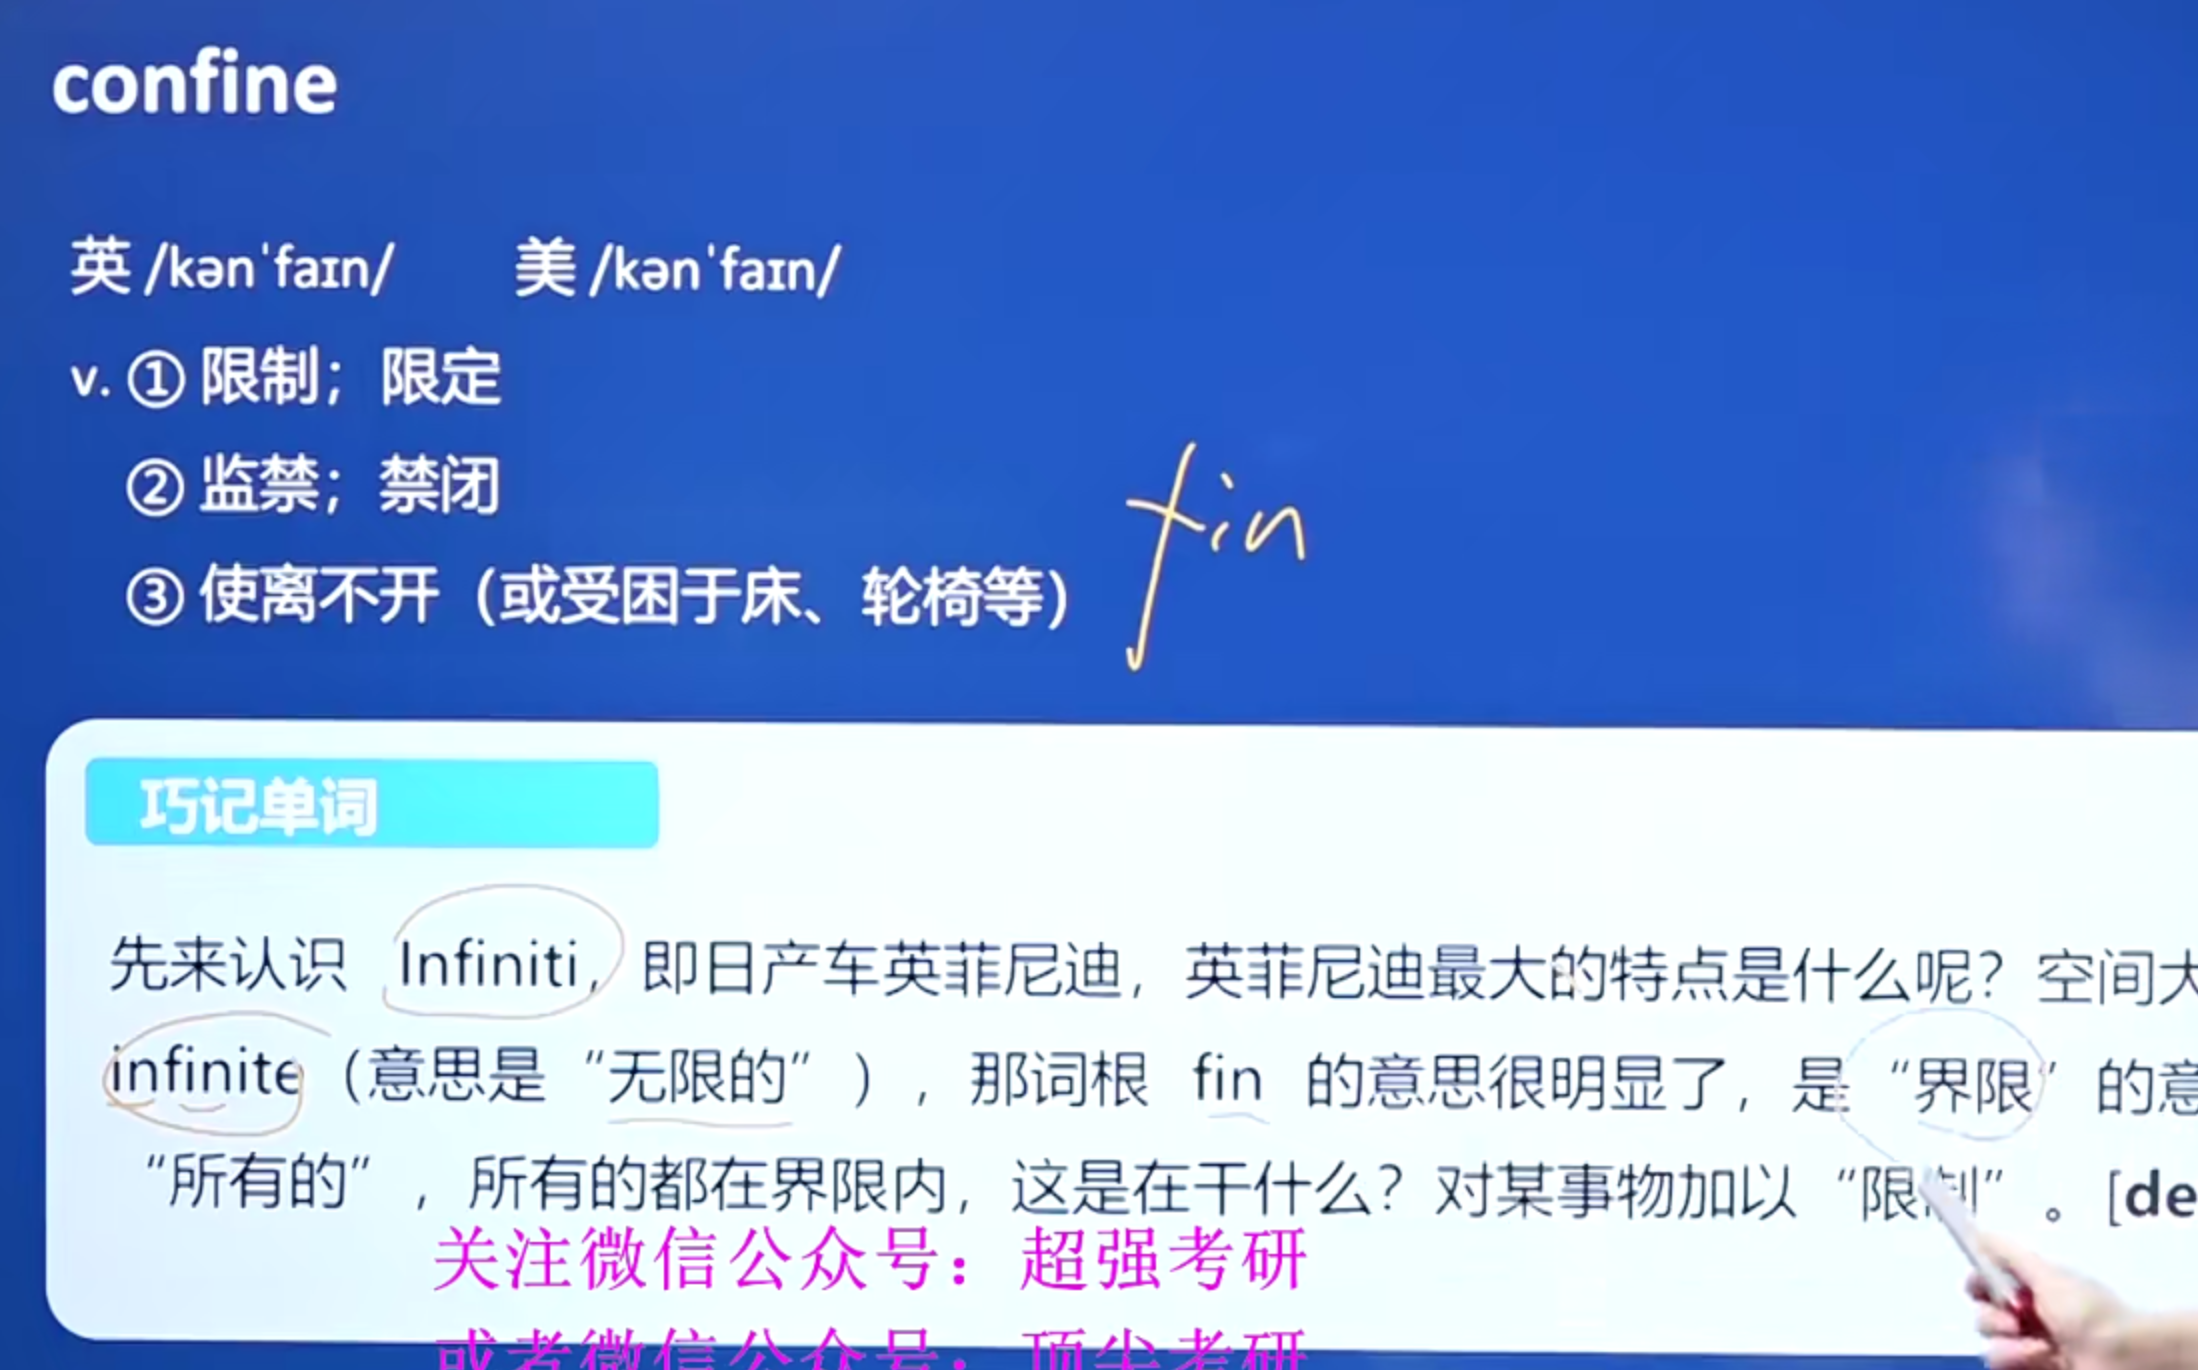 confine
英 /kənˈfaɪn/ 美 /kənˈfaɪn/
v. ① 限制；限定
② 监禁；禁闭
fin
③ 使离不开（或受困于床、轮椅等）
巧记单词
先来认识 Infiniti，即日产车英菲尼迪，英菲尼迪最大的特点是什么呢？空间大
infinite（意思是“无限的”），那词根 fin 的意思很明显了，是“界限”的意
“所有的”，所有的都在界限内，这是在干什么？对某事物加以“限制”。[de
关注微信公众号：超强考研
或者微信公众号：顶尖考研